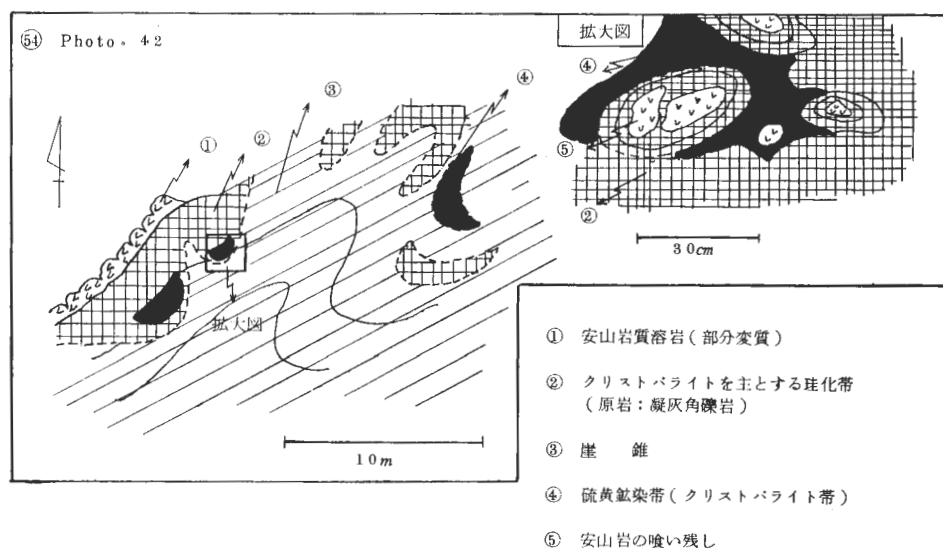 54 Photo. 42
①
②
③
④
拡大図
10m
拡大図
④
⑤
②
30cm
① 安山岩質溶岩(部分変質)
② クリストバライトを主とする珪化帯
(原岩:凝灰角礫岩)
③ 崖 錐
④ 硫黄鉱染帯(クリストバライト帯)
⑤ 安山岩の喰い残し